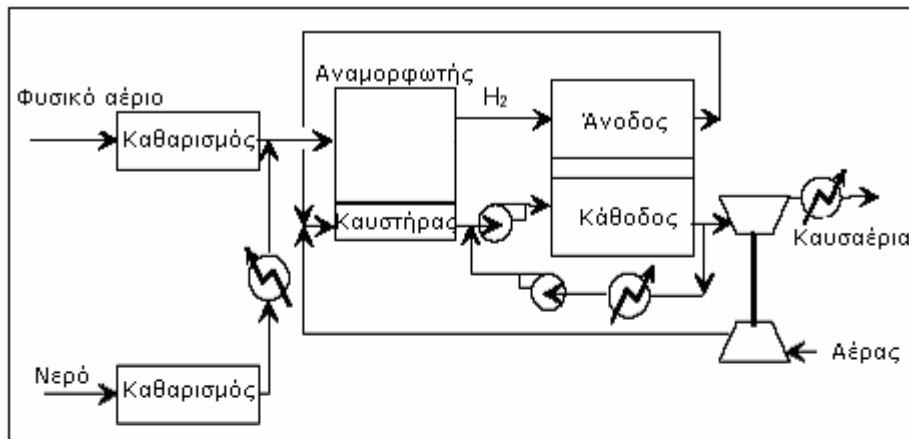 Αναμορφωτής
Φυσικό αέριο
H₂
Καθαρισμός
Άνοδος
Καυστήρας
Κάθοδος
Καυσαέρια
Αέρας
Νερό
Καθαρισμός